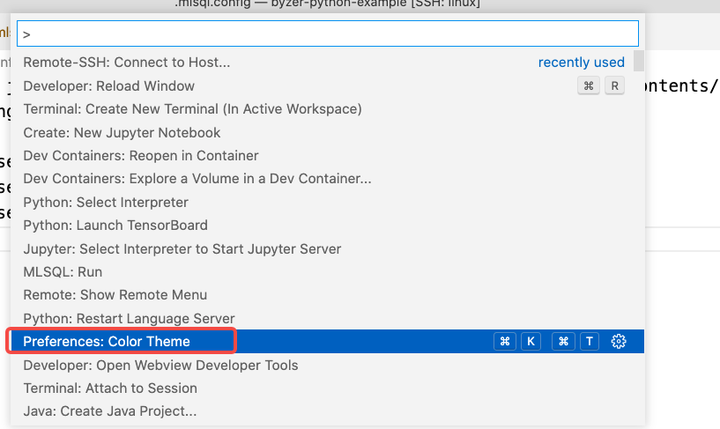 .mlsql.config — byzer-python-example [SSH: linux]
>
Remote-SSH: Connect to Host... recently used
Developer: Reload Window ⌘ R
Terminal: Create New Terminal (In Active Workspace)
Create: New Jupyter Notebook
Dev Containers: Reopen in Container
Dev Containers: Explore a Volume in a Dev Container...
Python: Select Interpreter
Python: Launch TensorBoard
Jupyter: Select Interpreter to Start Jupyter Server
MLSQL: Run
Remote: Show Remote Menu
Python: Restart Language Server
Preferences: Color Theme ⌘ K ⌘ T
Developer: Open Webview Developer Tools
Terminal: Attach to Session
Java: Create Java Project...
ontents/